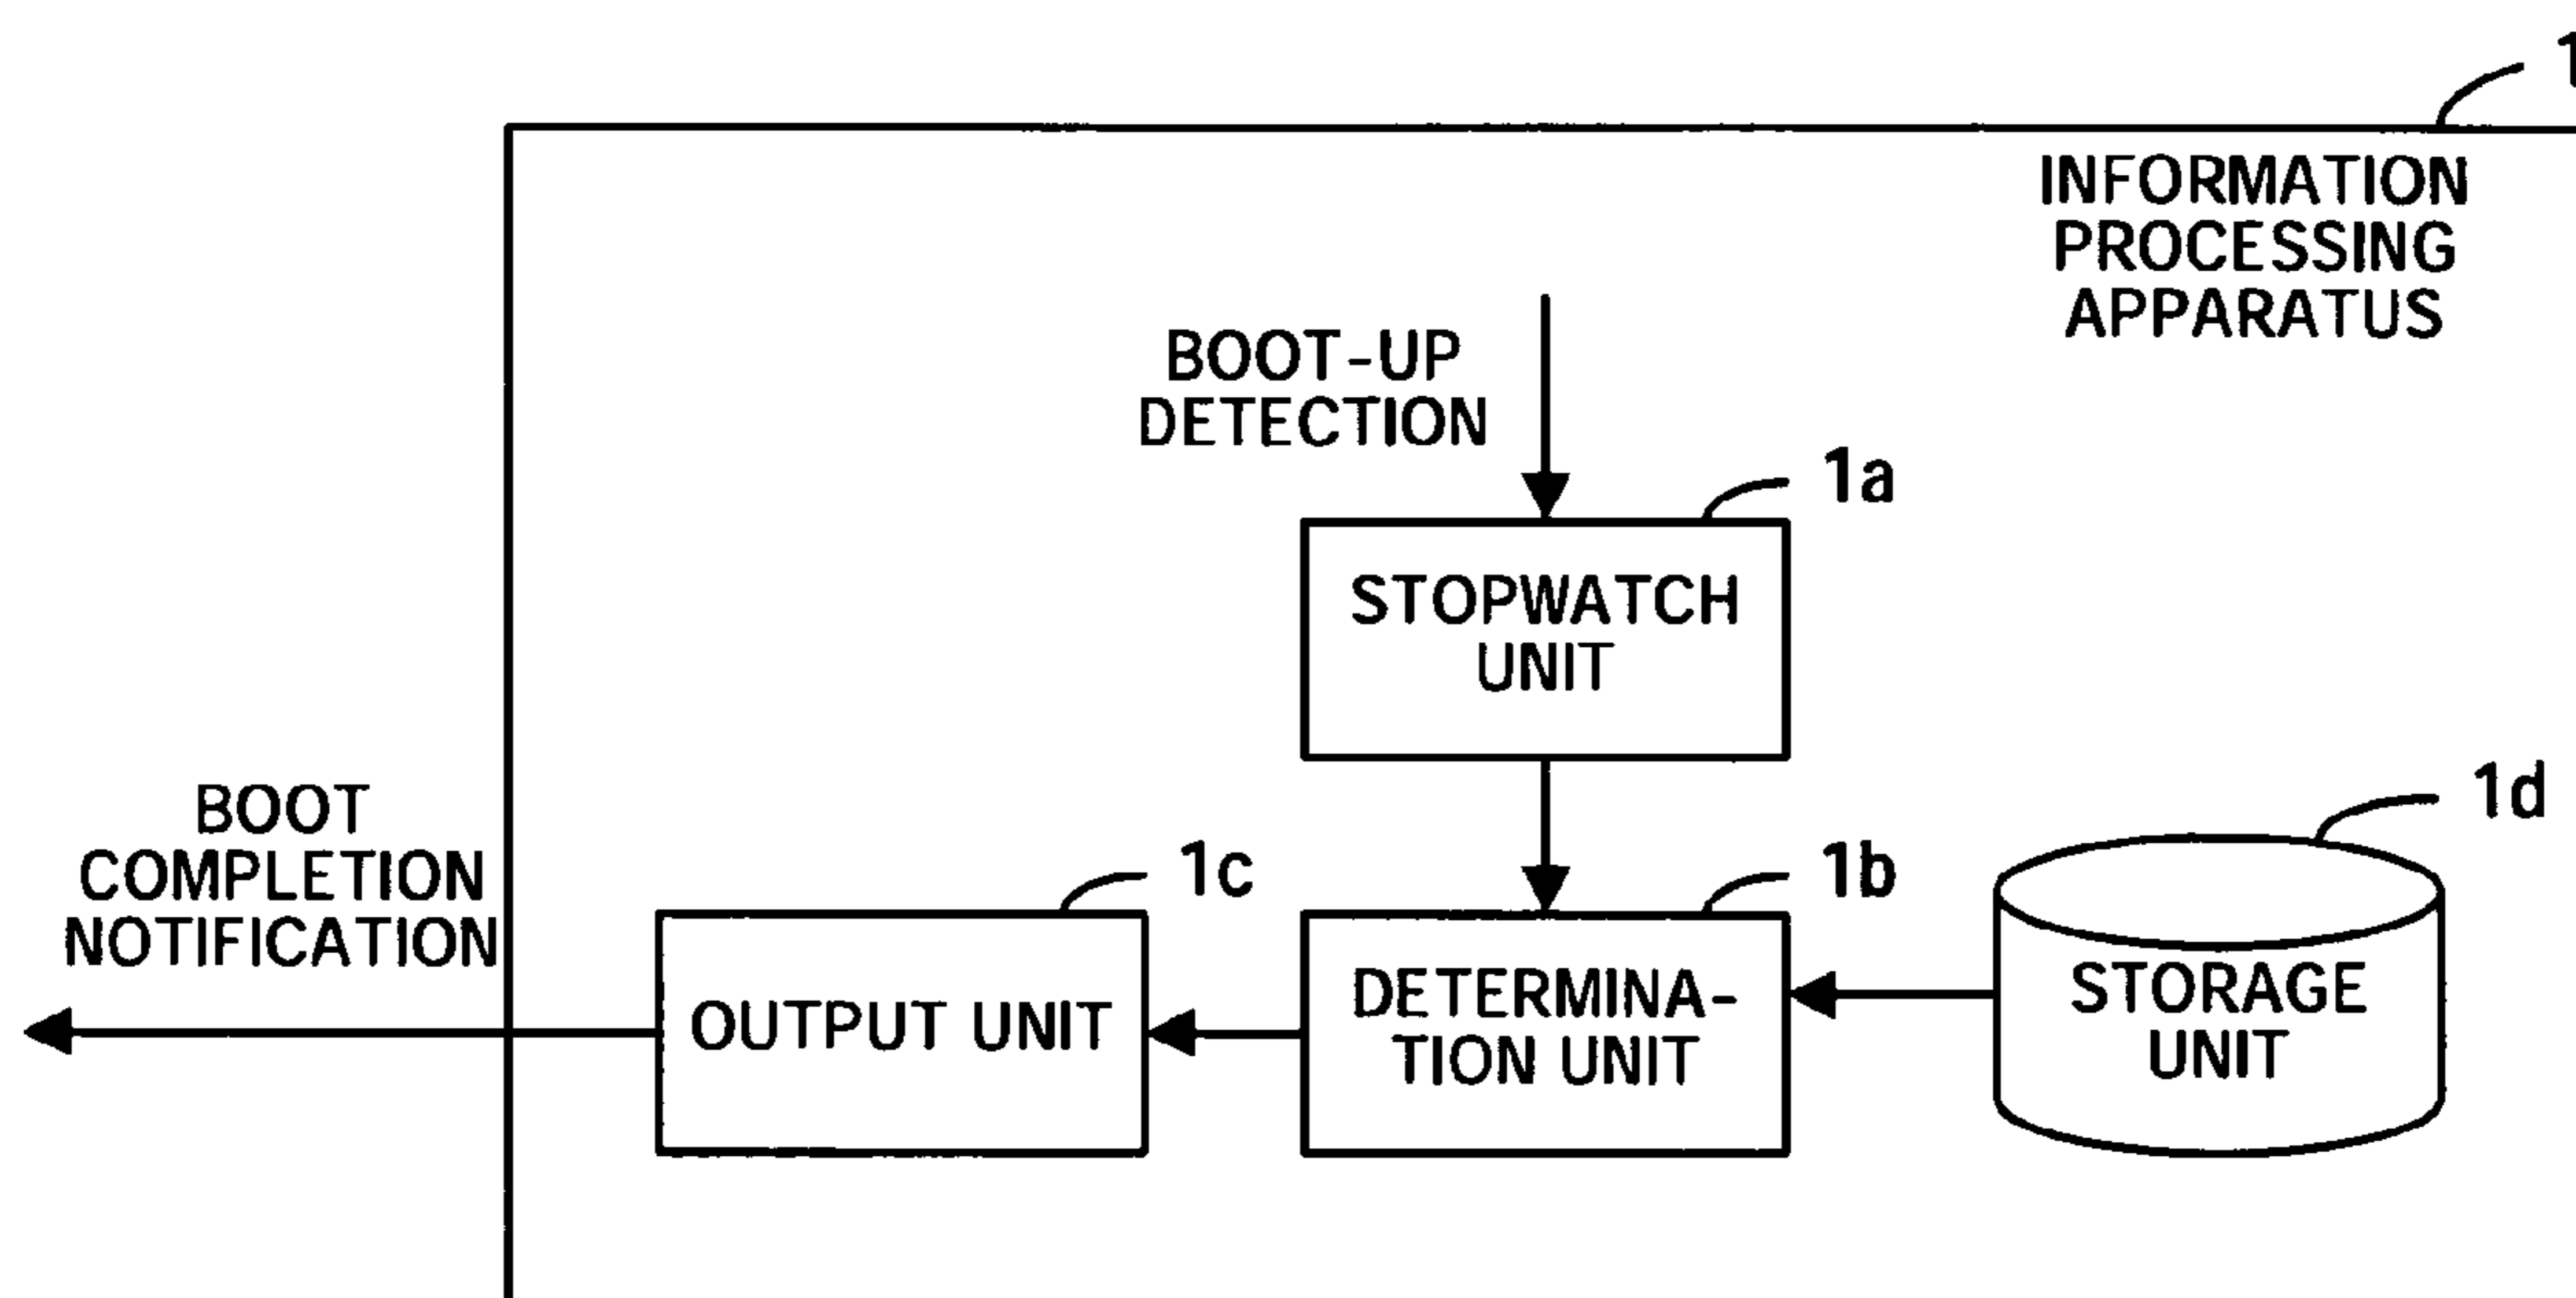 1
INFORMATION
PROCESSING
APPARATUS
BOOT-UP
DETECTION
1a
STOPWATCH
UNIT
BOOT
COMPLETION
NOTIFICATION
1c
OUTPUT UNIT
1b
DETERMINA-
TION UNIT
1d
STORAGE
UNIT